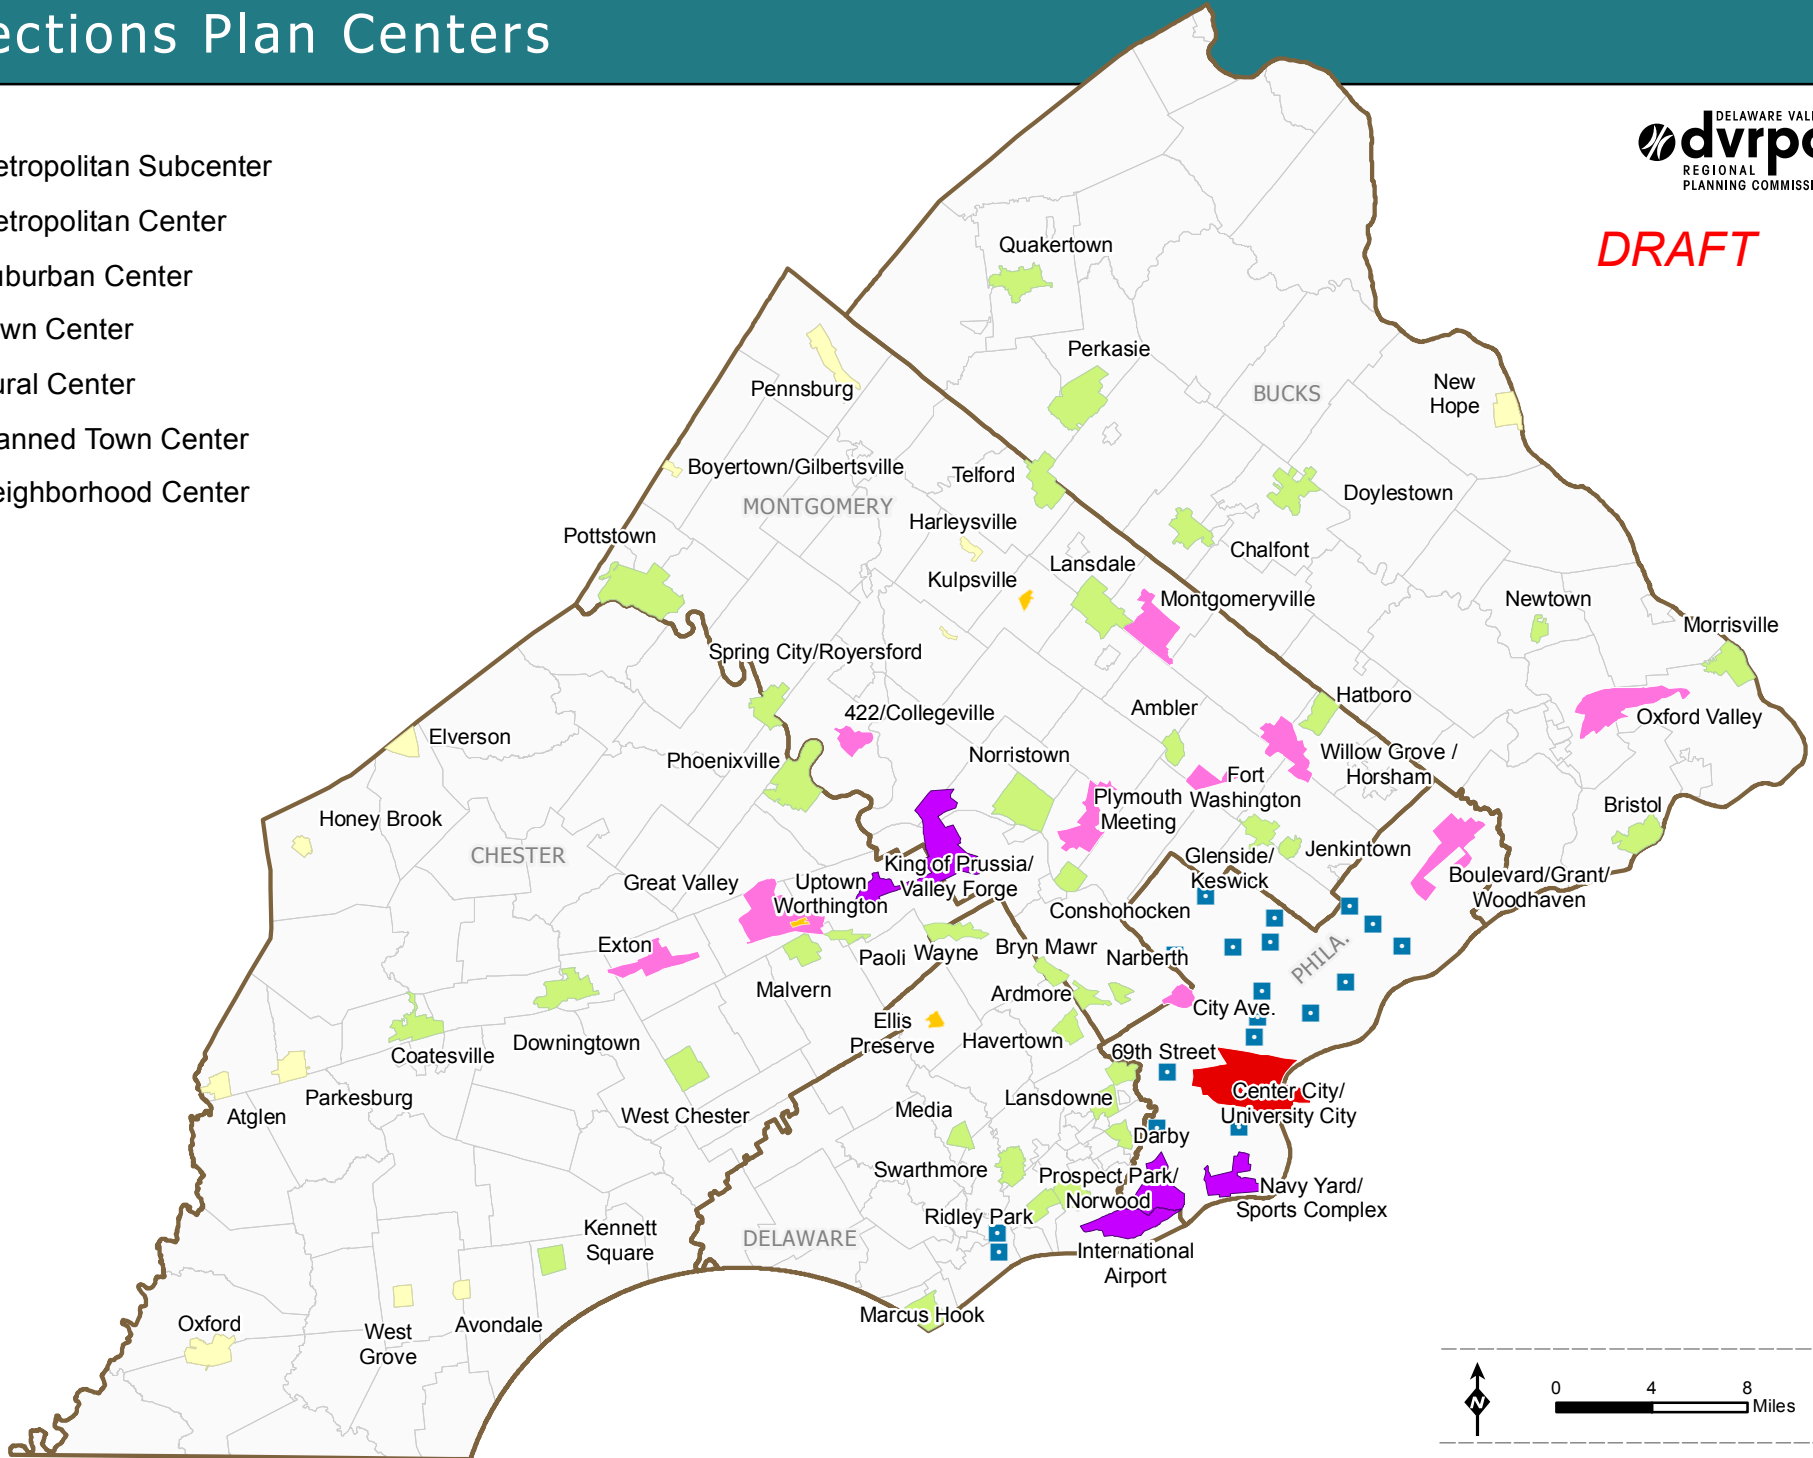 ections Plan Centers
DELAWARE VALL
dvrpc
REGIONAL
PLANNING COMMISSI
DRAFT
etropolitan Subcenter
etropolitan Center
uburban Center
wn Center
ural Center
anned Town Center
eighborhood Center
Quakertown
Perkasie
BUCKS
New
Hope
Pennsburg
Boyertown/Gilbertsville
Telford
Doylestown
MONTGOMERY
Harleysville
Pottstown
Chalfont
Lansdale
Kulpsville
Montgomeryville
Newtown
Morrisville
Spring City/Royersford
Hatboro
Ambler
422/Collegeville
Oxford Valley
Elverson
Phoenixville
Norristown
Willow Grove /
Horsham
Fort
Washington
Plymouth
Meeting
Bristol
Honey Brook
CHESTER
Jenkintown
Glenside/
Keswick
King of Prussia/
Valley Forge
Great Valley
Uptown
Worthington
Boulevard/Grant/
Woodhaven
Conshohocken
Exton
Paoli
Wayne
Bryn Mawr
Narberth
PHILA.
Malvern
Ardmore
City Ave.
Ellis
Preserve
Havertown
Downingtown
Coatesville
69th Street
Parkesburg
Atglen
West Chester
Media
Lansdowne
Center City/
University City
Darby
Swarthmore
Prospect Park/
Norwood
Navy Yard/
Sports Complex
Ridley Park
Kennett
Square
DELAWARE
International
Airport
Marcus Hook
Oxford
West
Grove
Avondale
N
0 4 8
Miles